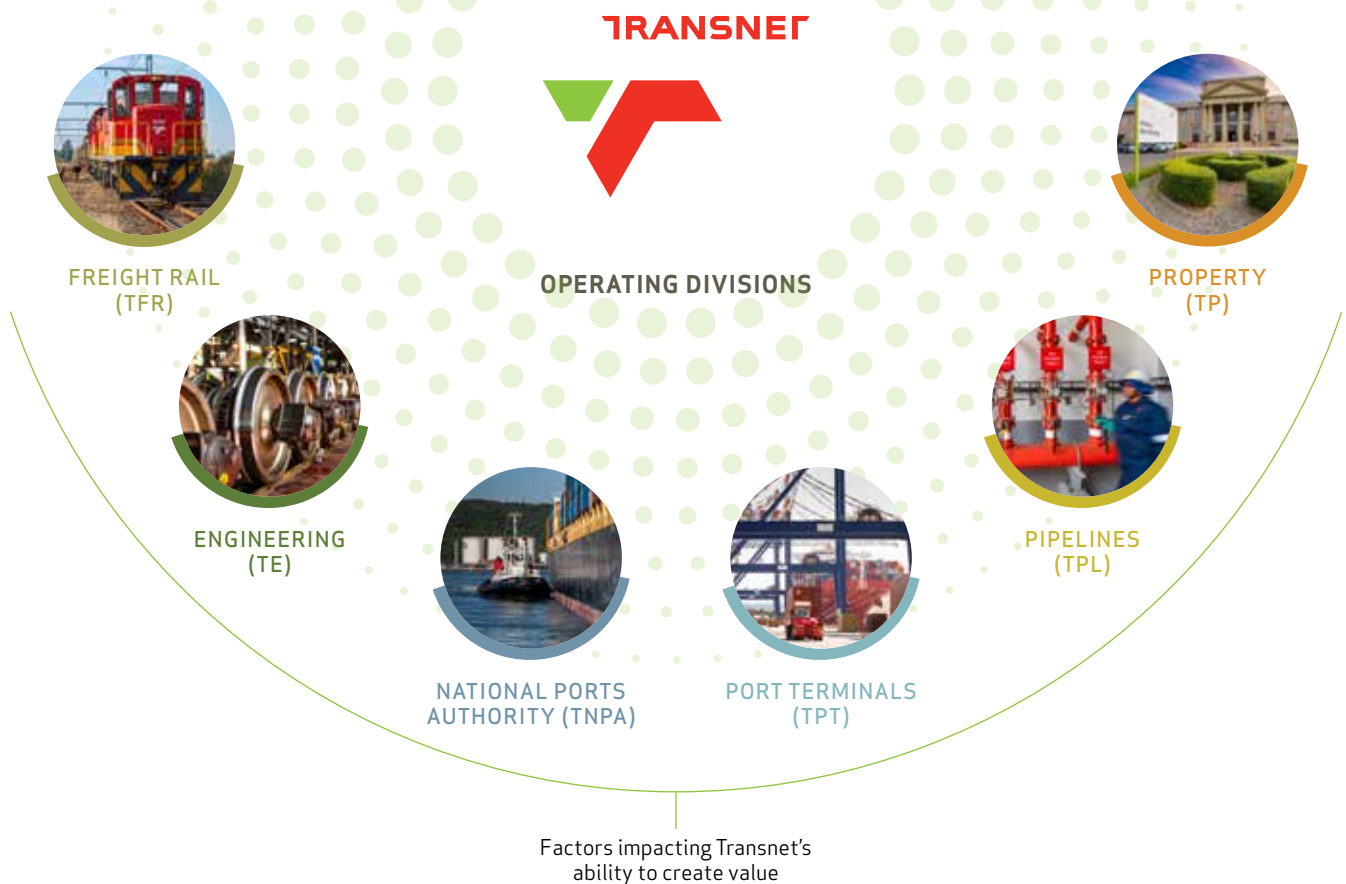 TRANSNET
OPERATING DIVISIONS
FREIGHT RAIL
(TFR)
ENGINEERING
(TE)
NATIONAL PORTS
AUTHORITY (TNPA)
PORT TERMINALS
(TPT)
PIPELINES
(TPL)
PROPERTY
(TP)
Factors impacting Transnet’s
ability to create value